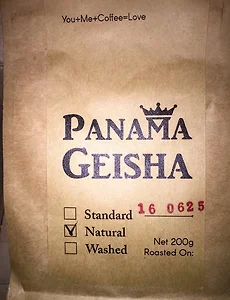 You+Me+Coffee=Love
PANAMA
GEISHA
Standard
16 0625
Natural
Washed
Net 200g
Roasted On: